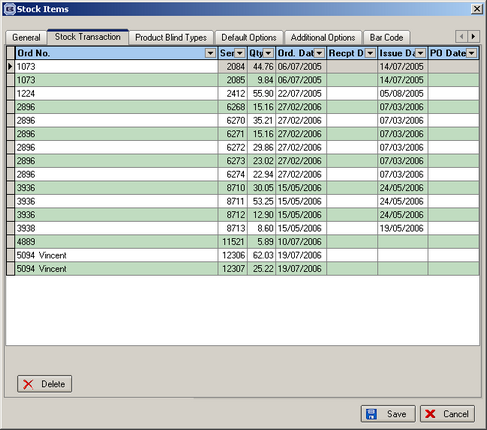 Stock Items
General Stock Transaction Product Blind Types Default Options Additional Options Bar Code
Ord No. Ser Qty Ord. Dat Recpt D Issue Da PO Date
1073 2084 44.76 06/07/2005 14/07/2005
1073 2085 9.84 06/07/2005 14/07/2005
1224 2412 55.90 22/07/2005 05/08/2005
2896 6268 15.16 27/02/2006 07/03/2006
2896 6270 35.21 27/02/2006 07/03/2006
2896 6271 15.16 27/02/2006 07/03/2006
2896 6272 29.86 27/02/2006 07/03/2006
2896 6273 23.02 27/02/2006 07/03/2006
2896 6274 22.94 27/02/2006 07/03/2006
3936 8710 30.05 15/05/2006 24/05/2006
3936 8711 53.25 15/05/2006 24/05/2006
3936 8712 12.90 15/05/2006 24/05/2006
3938 8713 8.60 15/05/2006 19/05/2006
4889 11521 5.89 10/07/2006
5094 Vincent 12306 62.03 19/07/2006
5094 Vincent 12307 25.22 19/07/2006
Delete
Save Cancel